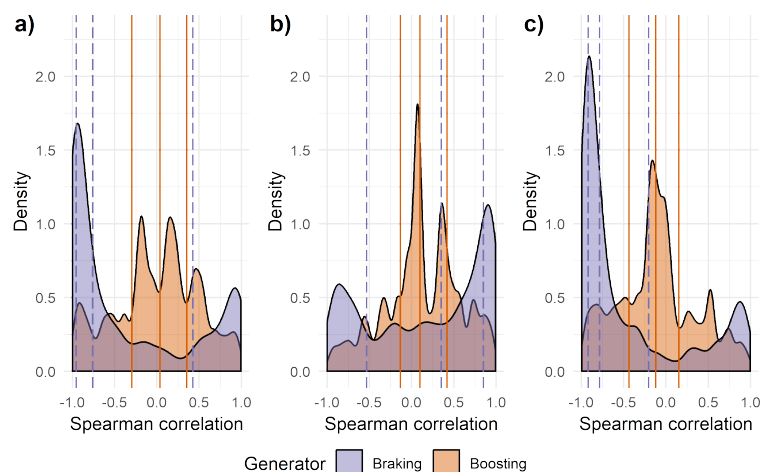 a) b) c)
Density Density Density
2.0 2.0 2.0
1.5 1.5 1.5
1.0 1.0 1.0
0.5 0.5 0.5
0.0 0.0 0.0
-1.0 -0.5 0.0 0.5 1.0 -1.0 -0.5 0.0 0.5 1.0 -1.0 -0.5 0.0 0.5 1.0
Spearman correlation Spearman correlation Spearman correlation
Generator Braking Boosting